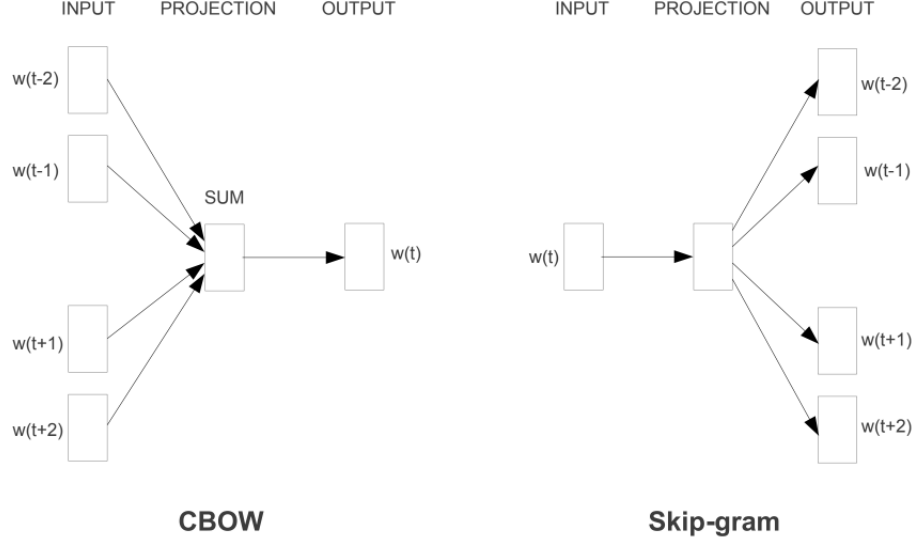 INPUT PROJECTION OUTPUT
w(t-2)
w(t-1)
SUM
w(t)
w(t+1)
w(t+2)
CBOW
INPUT PROJECTION OUTPUT
w(t-2)
w(t-1)
w(t)
w(t+1)
w(t+2)
Skip-gram